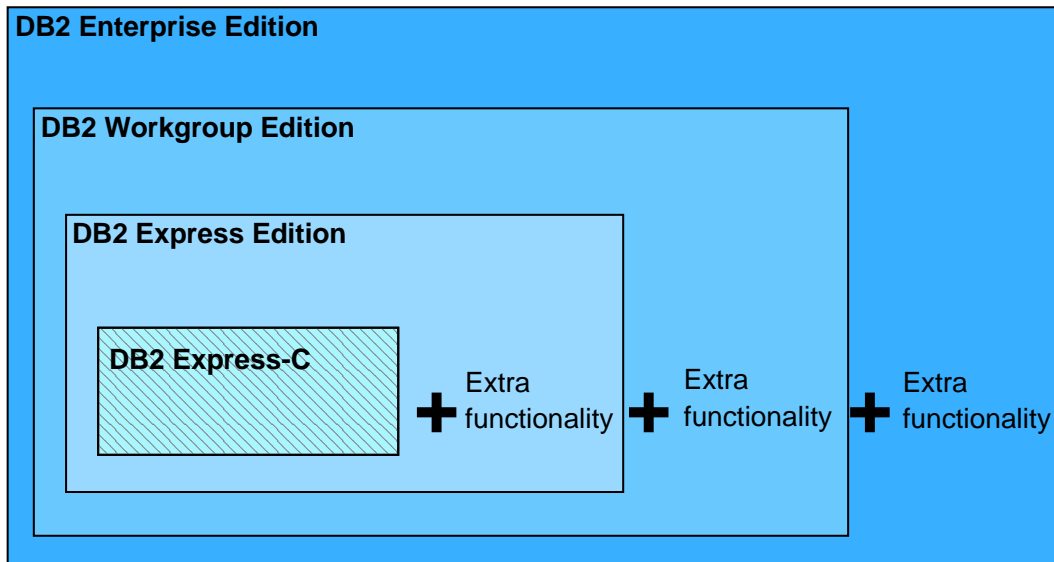 DB2 Enterprise Edition
DB2 Workgroup Edition
DB2 Express Edition
DB2 Express-C
Extra
functionality
Extra
functionality
Extra
functionality